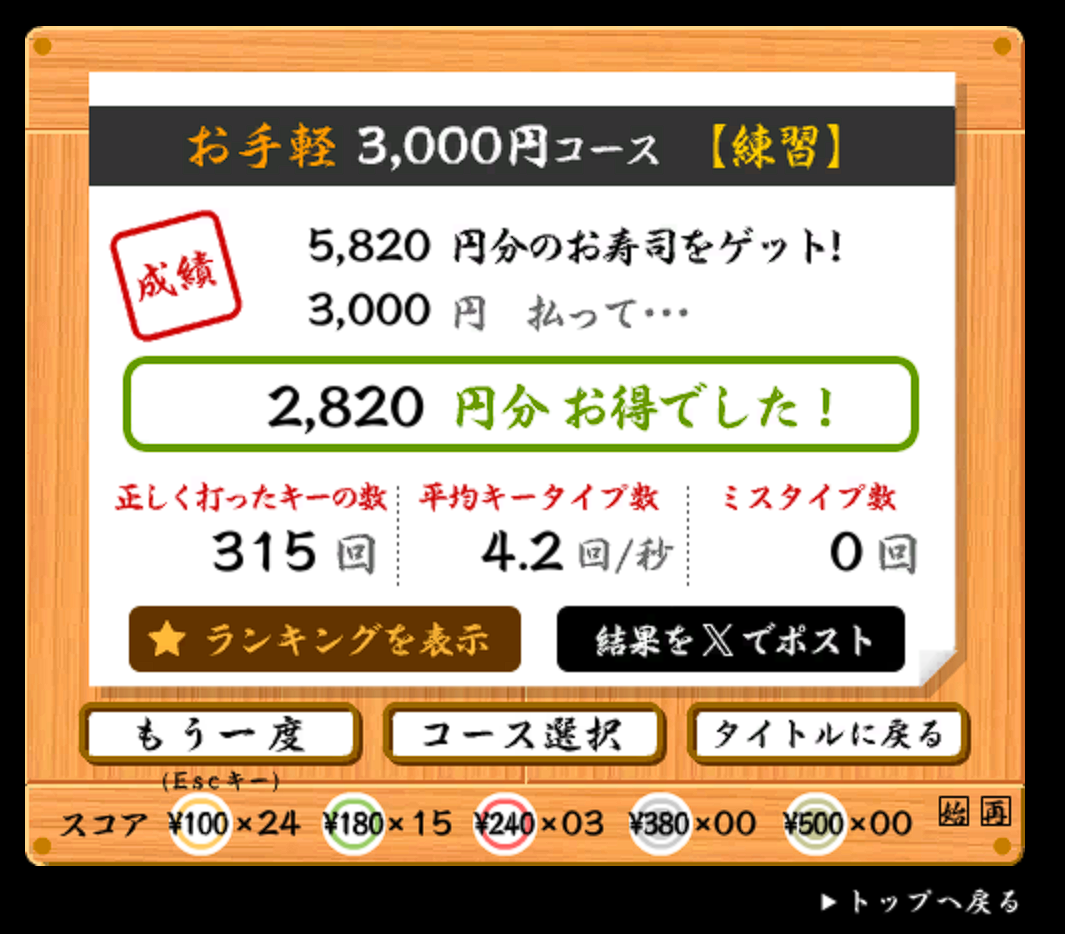 お手軽 3,000円コース 【練習】
成績
5,820 円分のお寿司をゲット!
3,000 円 払って・・・
2,820 円分 お得でした！
正しく打ったキーの数 平均キータイプ数 ミスタイプ数
315 回 4.2 回/秒 0 回
★ ランキングを表示 結果を𝕏でポスト
もう一度 コース選択 タイトルに戻る
(Escキー)
スコア ¥100×24 ¥180×15 ¥240×03 ¥380×00 ¥500×00 始 再
▶トップへ戻る